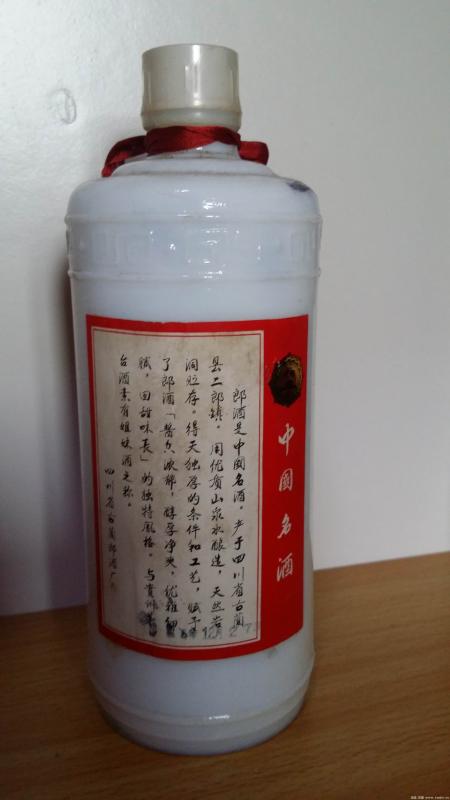 中國名酒
郎酒是中國名酒。产于四川省古蔺
县二郎镇。用优质山泉水酿造，天然岩
洞贮存。得天独厚的条件和工艺，赋予
了郎酒「酱香浓郁，醇厚净爽，优雅细
腻，回甜味長」的独特風格。与貴州
台酒素有姐妹酒之称。
四川省古蔺郎酒厂